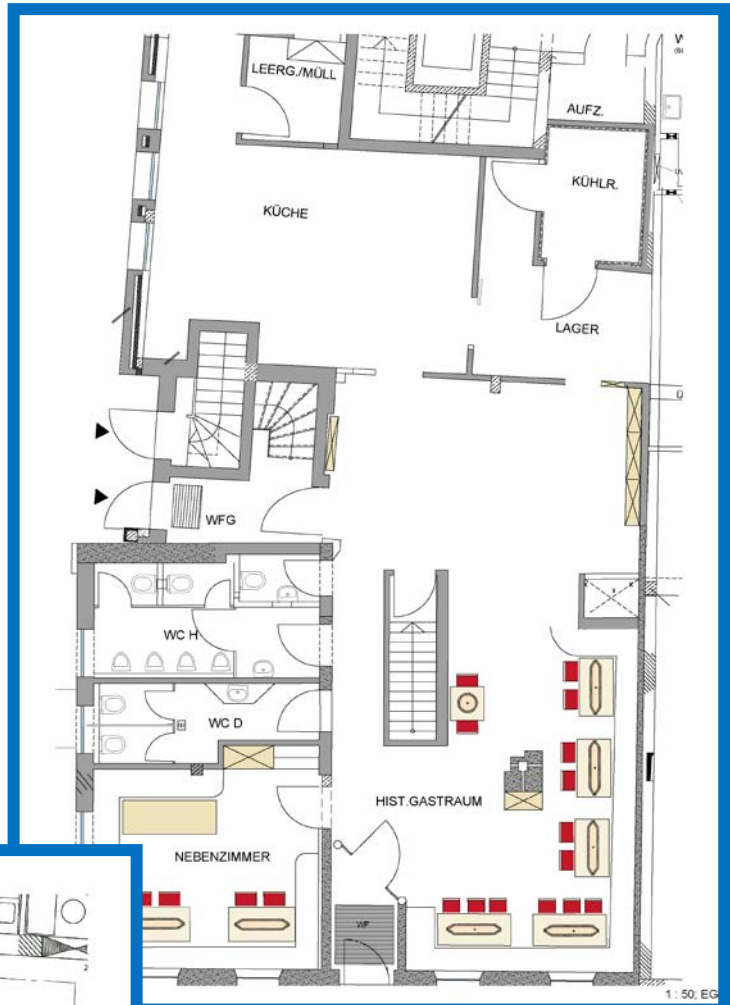 LEERG./MÜLL
AUFZ.
KÜHLR.
KÜCHE
LAGER
WFG
WC H
WC D
HIST.GASTRAUM
NEBENZIMMER
WF
1 : 50; EG